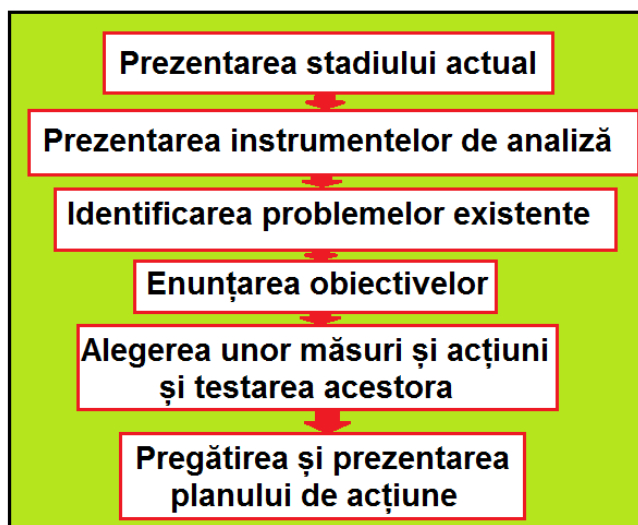 Prezentarea stadiului actual
Prezentarea instrumentelor de analiză
Identificarea problemelor existente
Enunțarea obiectivelor
Alegerea unor măsuri și acțiuni
și testarea acestora
Pregătirea și prezentarea
planului de acțiune